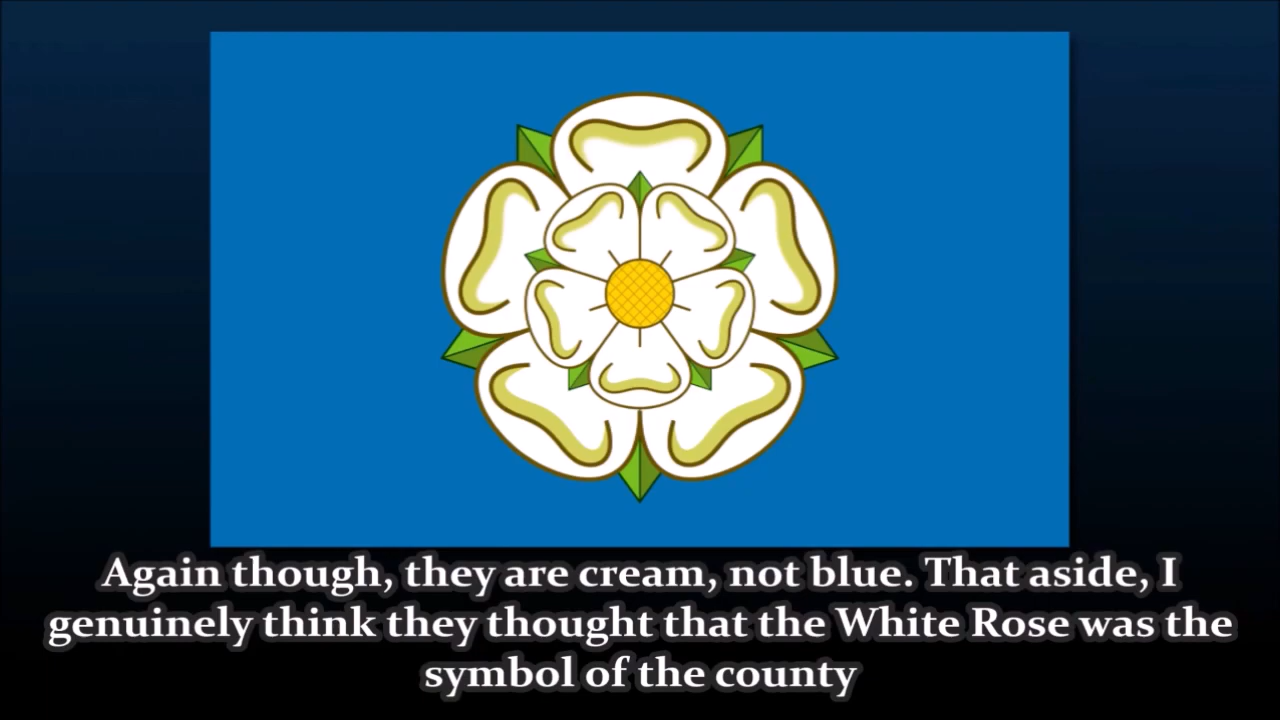 Again though, they are cream, not blue. That aside, I
genuinely think they thought that the White Rose was the
symbol of the county